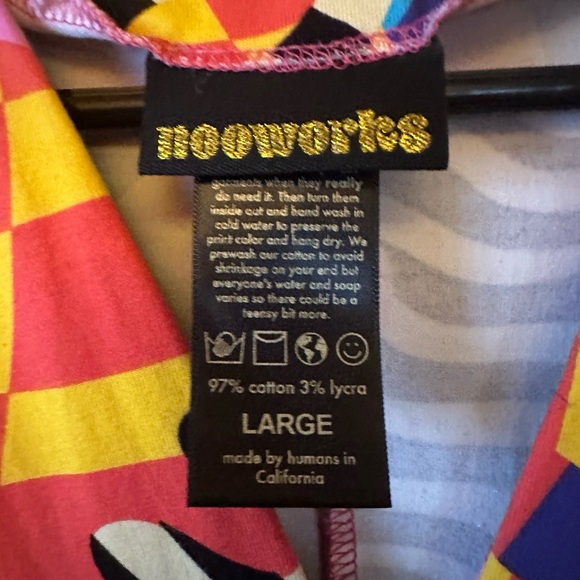 nooworks
garments when they really
do need it. Then turn them
inside out and hand wash in
cold water to preserve the
print color and hang dry. We
prewash our cotton to avoid
shrinkage on your end but
everyone's water and soap
varies so there could be a
teensy bit more.
97% cotton 3% lycra
LARGE
made by humans in
California